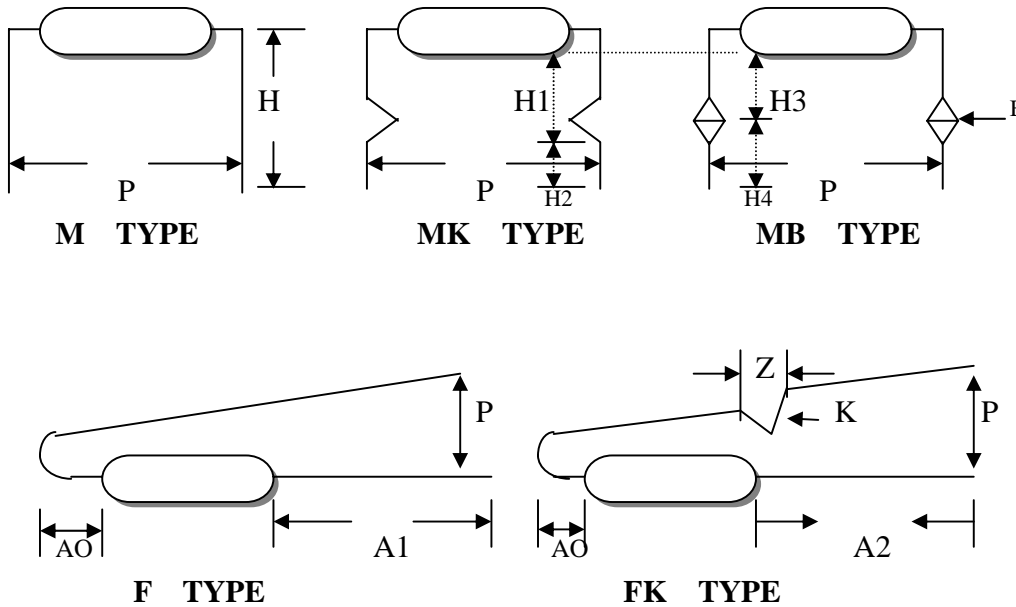 H H1 H3
P P H2 H4 P
M TYPE MK TYPE MB TYPE
Z
P K P
AO A1 AO A2
F TYPE FK TYPE